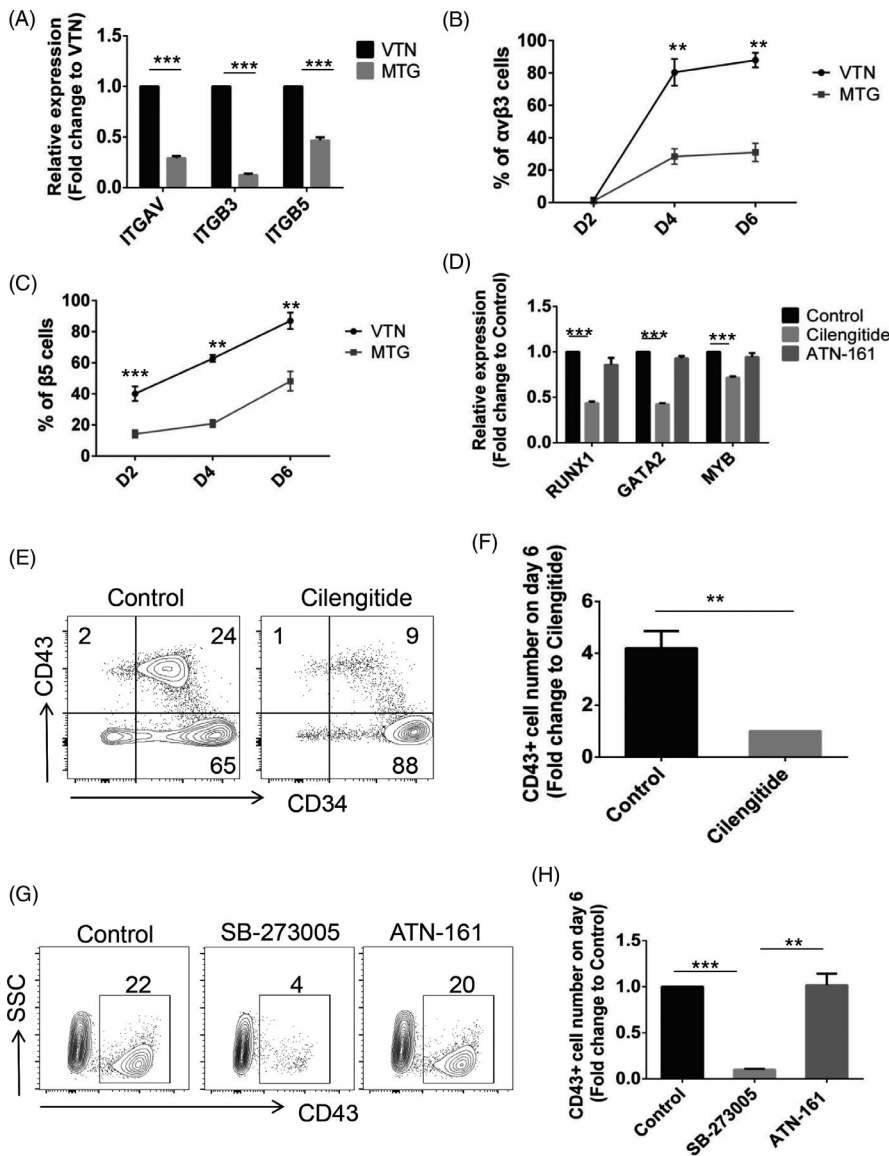 (A)
Relative expression
(Fold change to VTN)
1.0
0.5
0.0
***
***
***
VTN
MTG
ITGAV
ITGB3
ITGB5
(B)
% of αvβ3 cells
100
80
60
40
20
0
**
**
VTN
MTG
D2
D4
D6
(C)
% of β5 cells
100
80
60
40
20
0
***
**
**
VTN
MTG
D2
D4
D6
(D)
Relative expression
(Fold change to Control)
1.5
1.0
0.5
0.0
***
***
***
Control
Cilengitide
ATN-161
RUNX1
GATA2
MYB
(E)
Control
Cilengitide
2
24
65
1
9
88
CD43
CD34
(F)
CD43+ cell number on day 6
(Fold change to Cilengitide)
6
4
2
0
**
Control
Cilengitide
(G)
Control
SB-273005
ATN-161
22
4
20
SSC
CD43
(H)
CD43+ cell number on day 6
(Fold change to Control)
1.5
1.0
0.5
0.0
***
**
Control
SB-273005
ATN-161